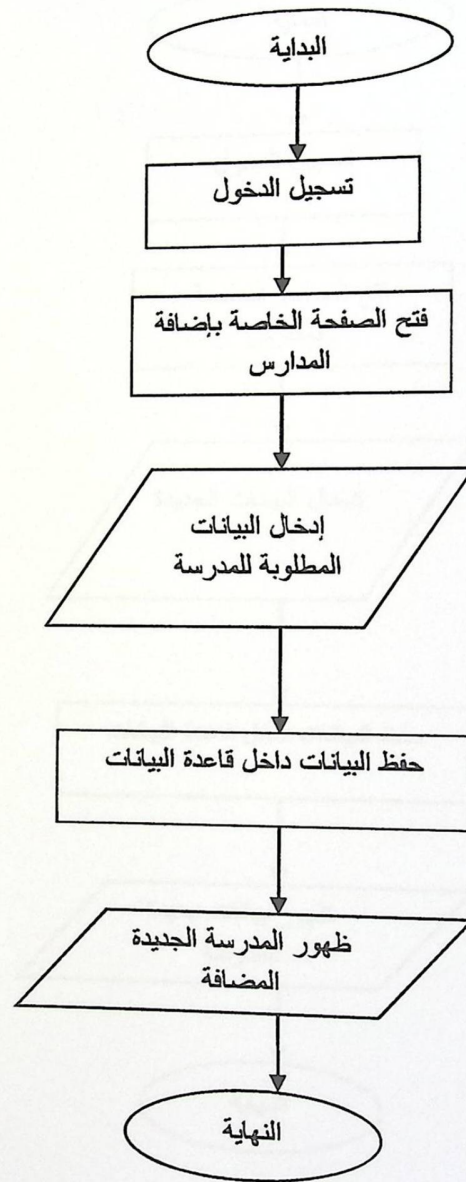 البداية
تسجيل الدخول
فتح الصفحة الخاصة بإضافة
المدارس
إدخال البيانات
المطلوبة للمدرسة
حفظ البيانات داخل قاعدة البيانات
ظهور المدرسة الجديدة
المضافة
النهاية